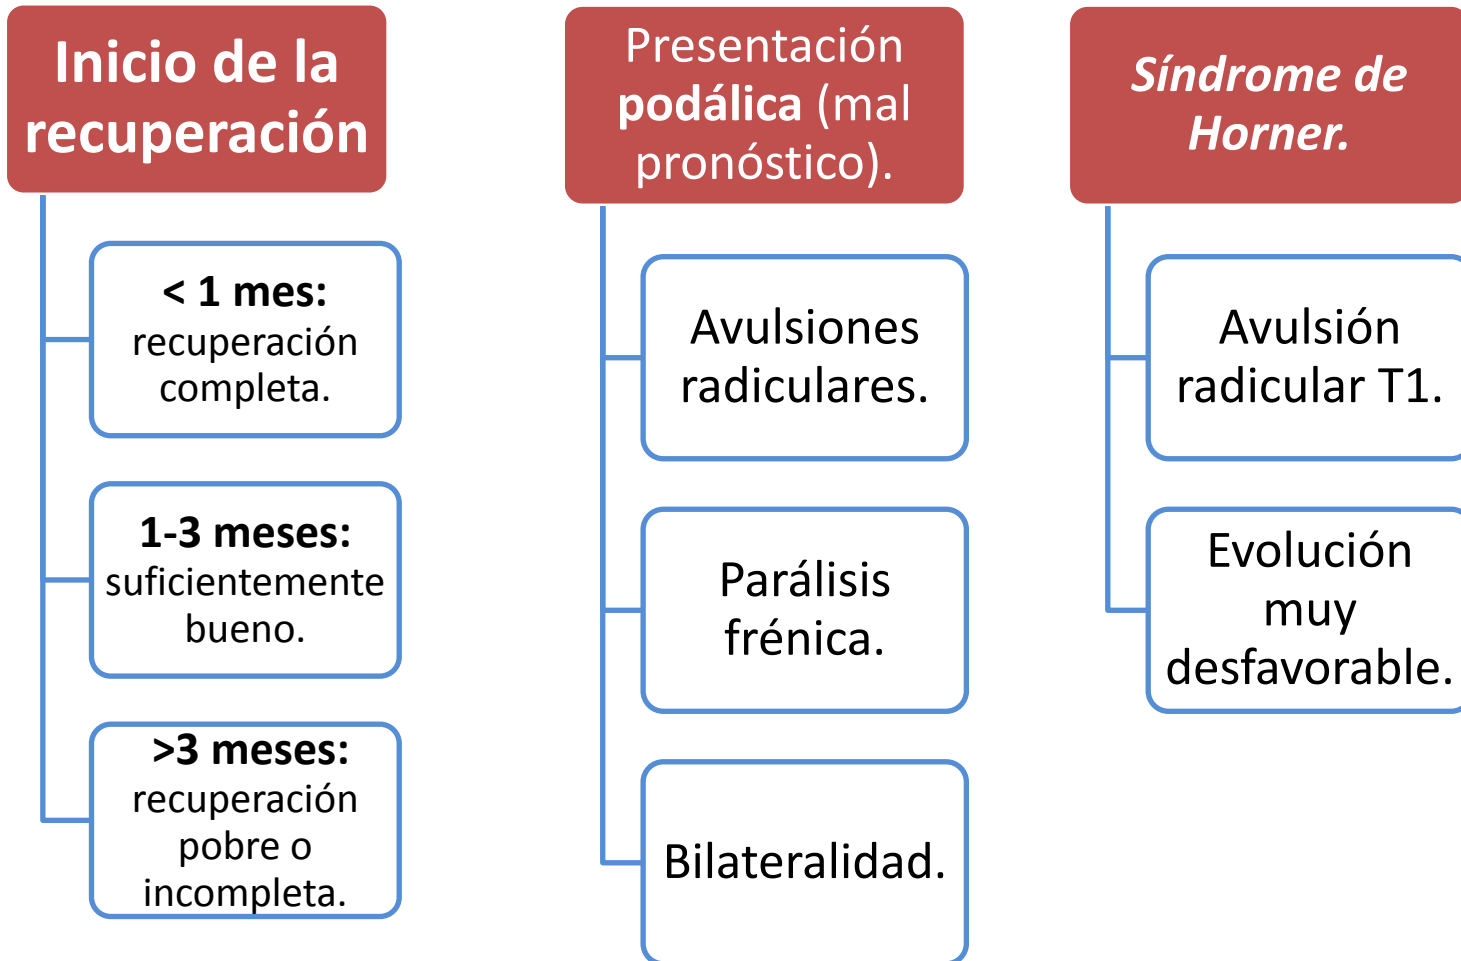 Inicio de la
recuperación
< 1 mes:
recuperación
completa.
1-3 meses:
suficientemente
bueno.
>3 meses:
recuperación
pobre o
incompleta.
Presentación
podálica (mal
pronóstico).
Avulsiones
radiculares.
Parálisis
frénica.
Bilateralidad.
Síndrome de
Horner.
Avulsión
radicular T1.
Evolución
muy
desfavorable.